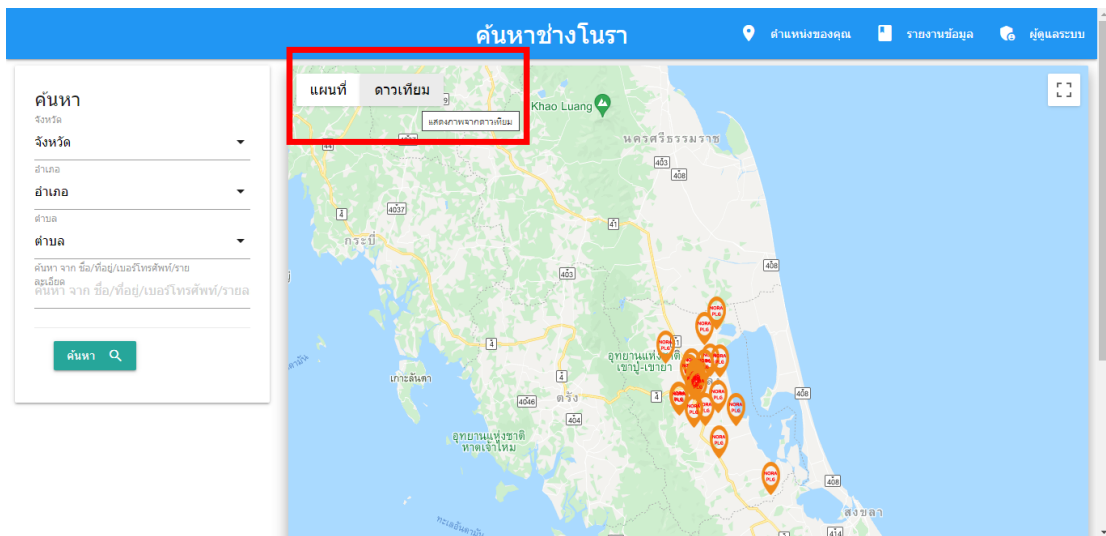 ค้นหาช่างโนรา
ตำแหน่งของคุณ
รายงานข้อมูล
ผู้ดูแลระบบ
ค้นหา
จังหวัด
จังหวัด
อำเภอ
อำเภอ
ตำบล
ตำบล
ค้นหา จาก ชื่อ/ที่อยู่/เบอร์โทรศัพท์/ราย
ละเอียด
ค้นหา จาก ชื่อ/ที่อยู่/เบอร์โทรศัพท์/รายล
ค้นหา
แผนที่ ดาวเทียม
แสดงภาพจากดาวเทียม
Khao Luang
นครศรีธรรมราช
44
403
408
4
4037
41
กระบี่
403
408
4
41
อุทยานแห่งชาติ
เขาปู่-เขาย่า
เกาะลันตา
4
4046
ตรัง
4
408
404
อุทยานแห่งชาติ
หาดเจ้าไหม
NORA
PLG
408
สงขลา
414
ทะเลอันดามัน